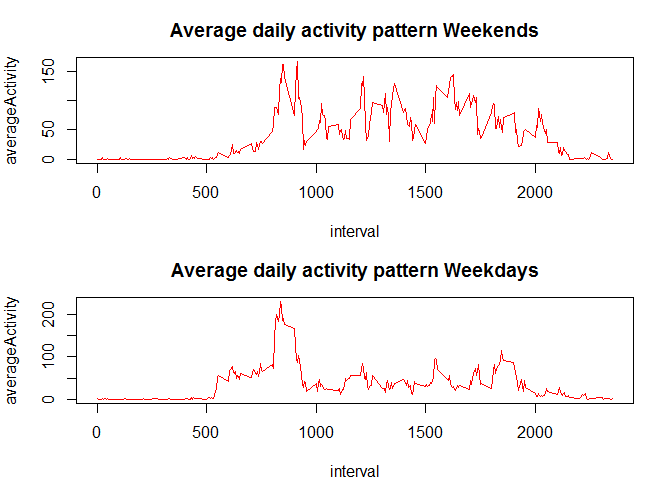 Average daily activity pattern Weekends
averageActivity
0 50 150
0 500 1000 1500 2000
interval
Average daily activity pattern Weekdays
averageActivity
0 100 200
0 500 1000 1500 2000
interval